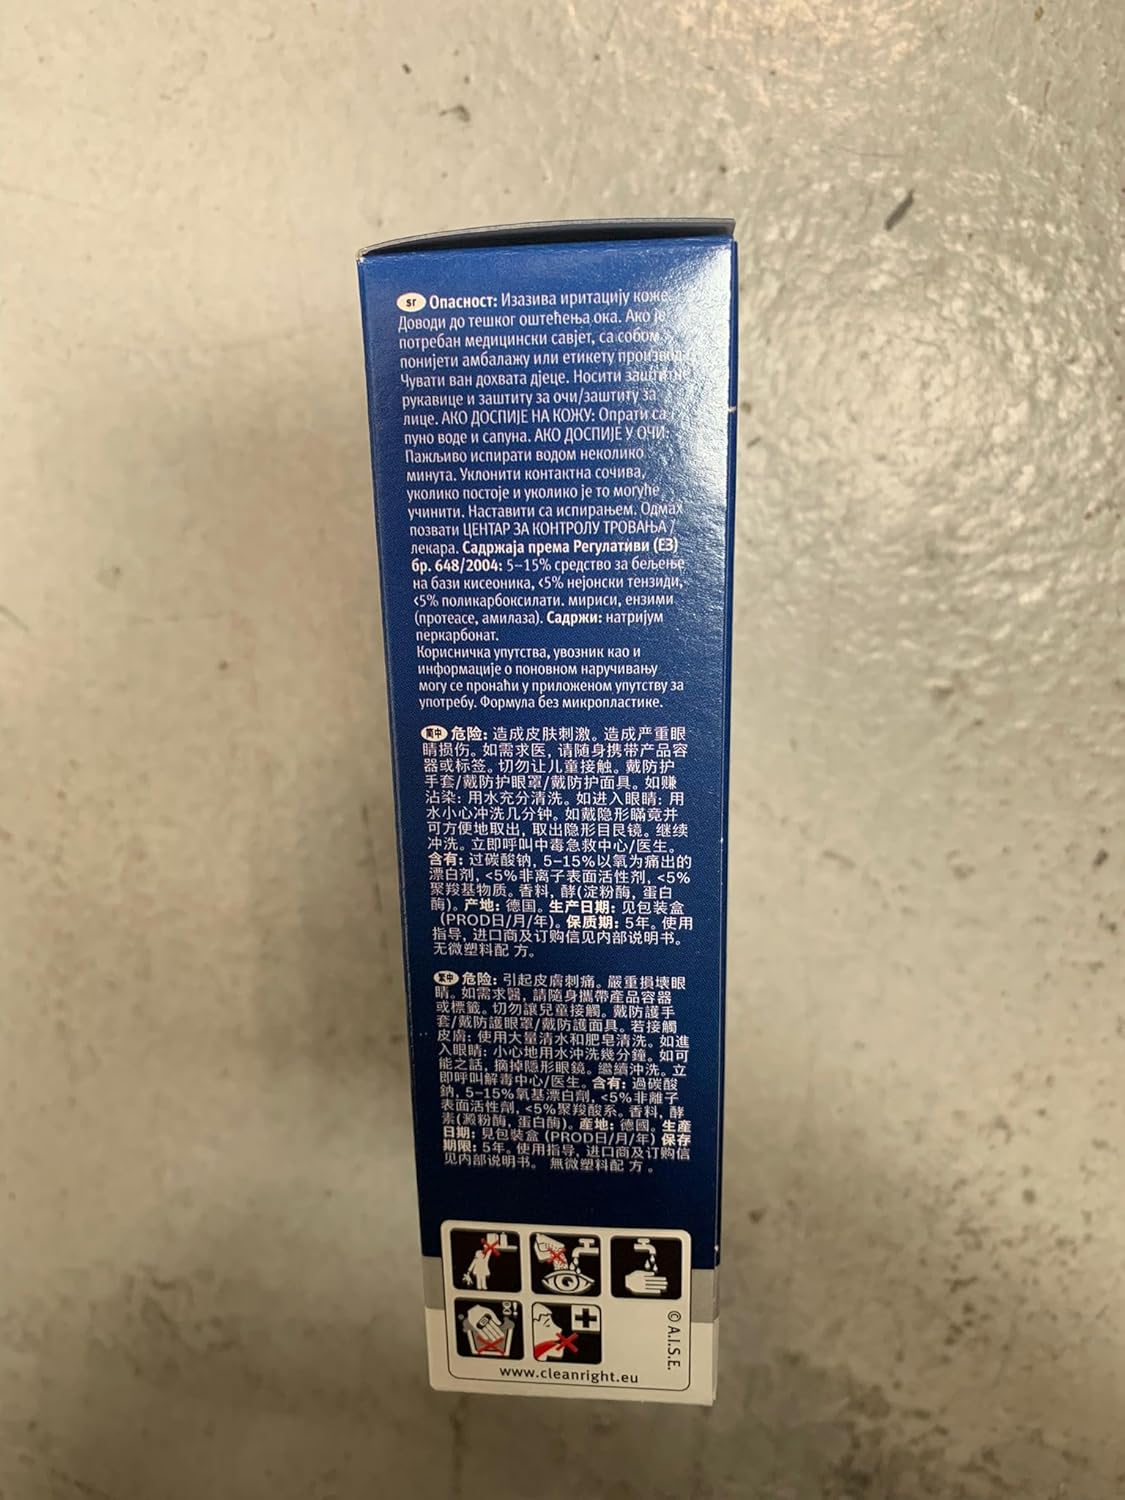 sr Опасност: Изазива иритацију коже.
Доводи до тешког оштећења ока. Ако је
потребан медицински савјет, са собом
понијети амбалажу или етикету
Чувати ван дохвата дјеце. Носити заштитне
рукавице и заштиту за очи/заштиту за
лице. АКО ДОСПИЈЕ НА КОЖУ: Опрати са
пуно воде и сапуна. АКО ДОСПИЈЕ У ОЧИ:
Пажљиво испирати водом неколико
минута. Уклонити контактна сочива,
уколико постоје и уколико је то могуће
учинити. Наставити са испирањем. Одмах
позвати ЦЕНТАР ЗА КОНТРОЛУ ТРОВАЊА /
лекара. Садржаја према Регулативи (ЕЗ)
бр. 648/2004: 5–15% средство за бељење
на бази кисеоника, <5% нејонски тензиди,
<5% поликарбоксилати. мириси, ензими
(протеасе, амилаза). Садржи: натријум
перкарбонат.
Корисничка упутства, увозник као и
информације о поновном наручивању
могу се пронаћи у приложеном упутству за
употребу. Формула без микропластике.
简中 危险: 造成皮肤刺激。造成严重眼
睛损伤。如需求医, 请随身携带产品容
器或标签。切勿让儿童接触。戴防护
手套/戴防护眼罩/戴防护面具。如赚
沾染: 用水充分清洗。如进入眼睛: 用
水小心冲洗几分钟。如戴隐形瞞竟并
可方便地取出, 取出隐形目艮镜。继续
冲洗。立即呼叫中毒急救中心/医生。
含有: 过碳酸钠, 5–15%以氧为痛出的
漂白剂, <5%非离子表面活性剂, <5%
聚羧基物质。香料, 酵(淀粉酶, 蛋白
酶)。产地: 德国。生产日期: 见包装盒
(PROD日/月/年)。保质期: 5年。使用
指导, 进口商及订购信见内部说明书。
无微塑料配 方。
繁中 危险: 引起皮膚刺痛。嚴重損壞眼
睛。如需求醫, 請隨身攜帶產品容器
或標籤。切勿讓兒童接觸。戴防護手
套/戴防護眼罩/戴防護面具。若接觸
皮膚: 使用大量清水和肥皂清洗。如進
入眼睛: 小心地用水沖洗幾分鐘。如可
能之話, 摘掉隱形眼鏡。繼續沖洗。立
即呼叫解毒中心/医生。含有: 過碳酸
鈉, 5–15%氧基漂白劑, <5%非離子
表面活性劑, <5%聚羧酸系。香料, 酵
素(澱粉酶, 蛋白酶)。產地: 德國。生產
日期: 見包裝盒 (PROD日/月/年) 保存
期限: 5年。使用指导, 进口商及订购信
见内部说明书。 無微塑料配 方。
© A.I.S.E.
www.cleanright.eu